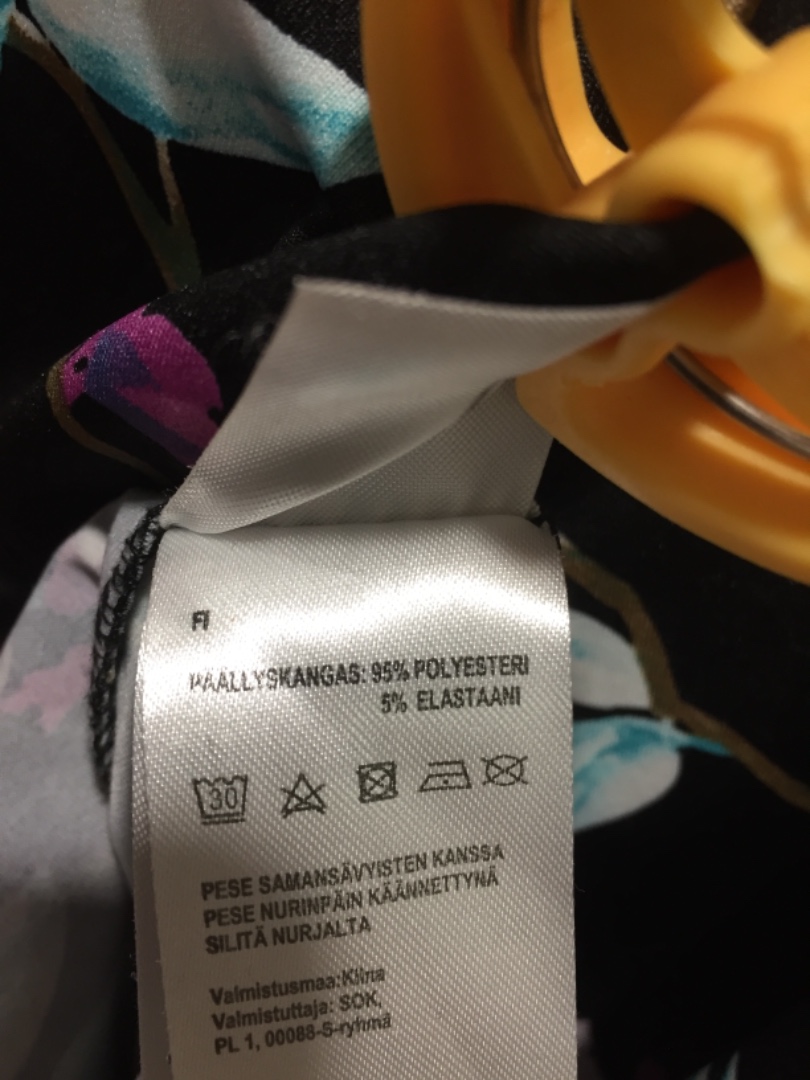 FI
PÄÄLLYSKANGAS: 95% POLYESTERI
5% ELASTAANI
30
PESE SAMANSÄVYISTEN KANSSA
PESE NURINPÄIN KÄÄNNETTYNÄ
SILITÄ NURJALTA
Valmistusmaa:Kiina
Valmistuttaja: SOK,
PL 1, 00088-S-ryhmä